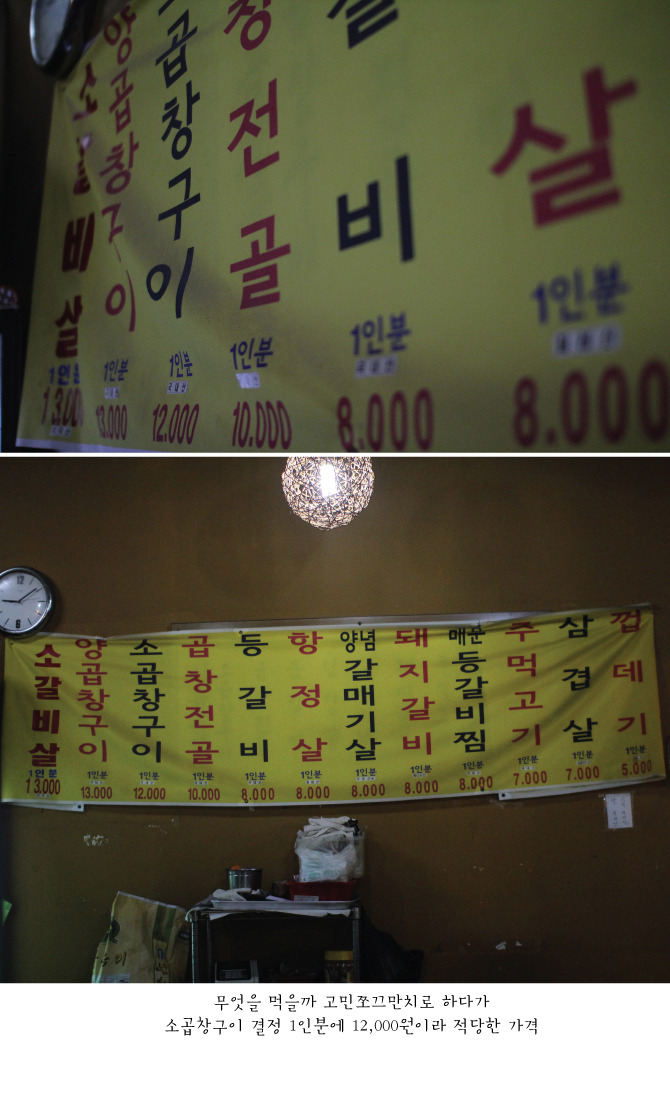 소갈비살
1인분
13.000
양곱창구이
1인분
13.000
소곱창구이
1인분
12.000
창전골
1인분
10.000
갈비
1인분
국내산
8.000
살
1인분
8.000
소갈비살
1인분
13.000
양곱창구이
1인분
13.000
소곱창구이
1인분
12.000
곱창전골
1인분
10.000
등갈비
1인분
8.000
항정살
1인분
8.000
양념갈매기살
1인분
8.000
돼지갈비
1인분
8.000
매운등갈비찜
1인분
8.000
주먹고기
1인분
7.000
삼겹살
1인분
7.000
껍데기
1인분
5.000
무엇을 먹을까 고민쪼끄만치로 하다가
소곱창구이 결정 1인분에 12,000원이라 적당한 가격